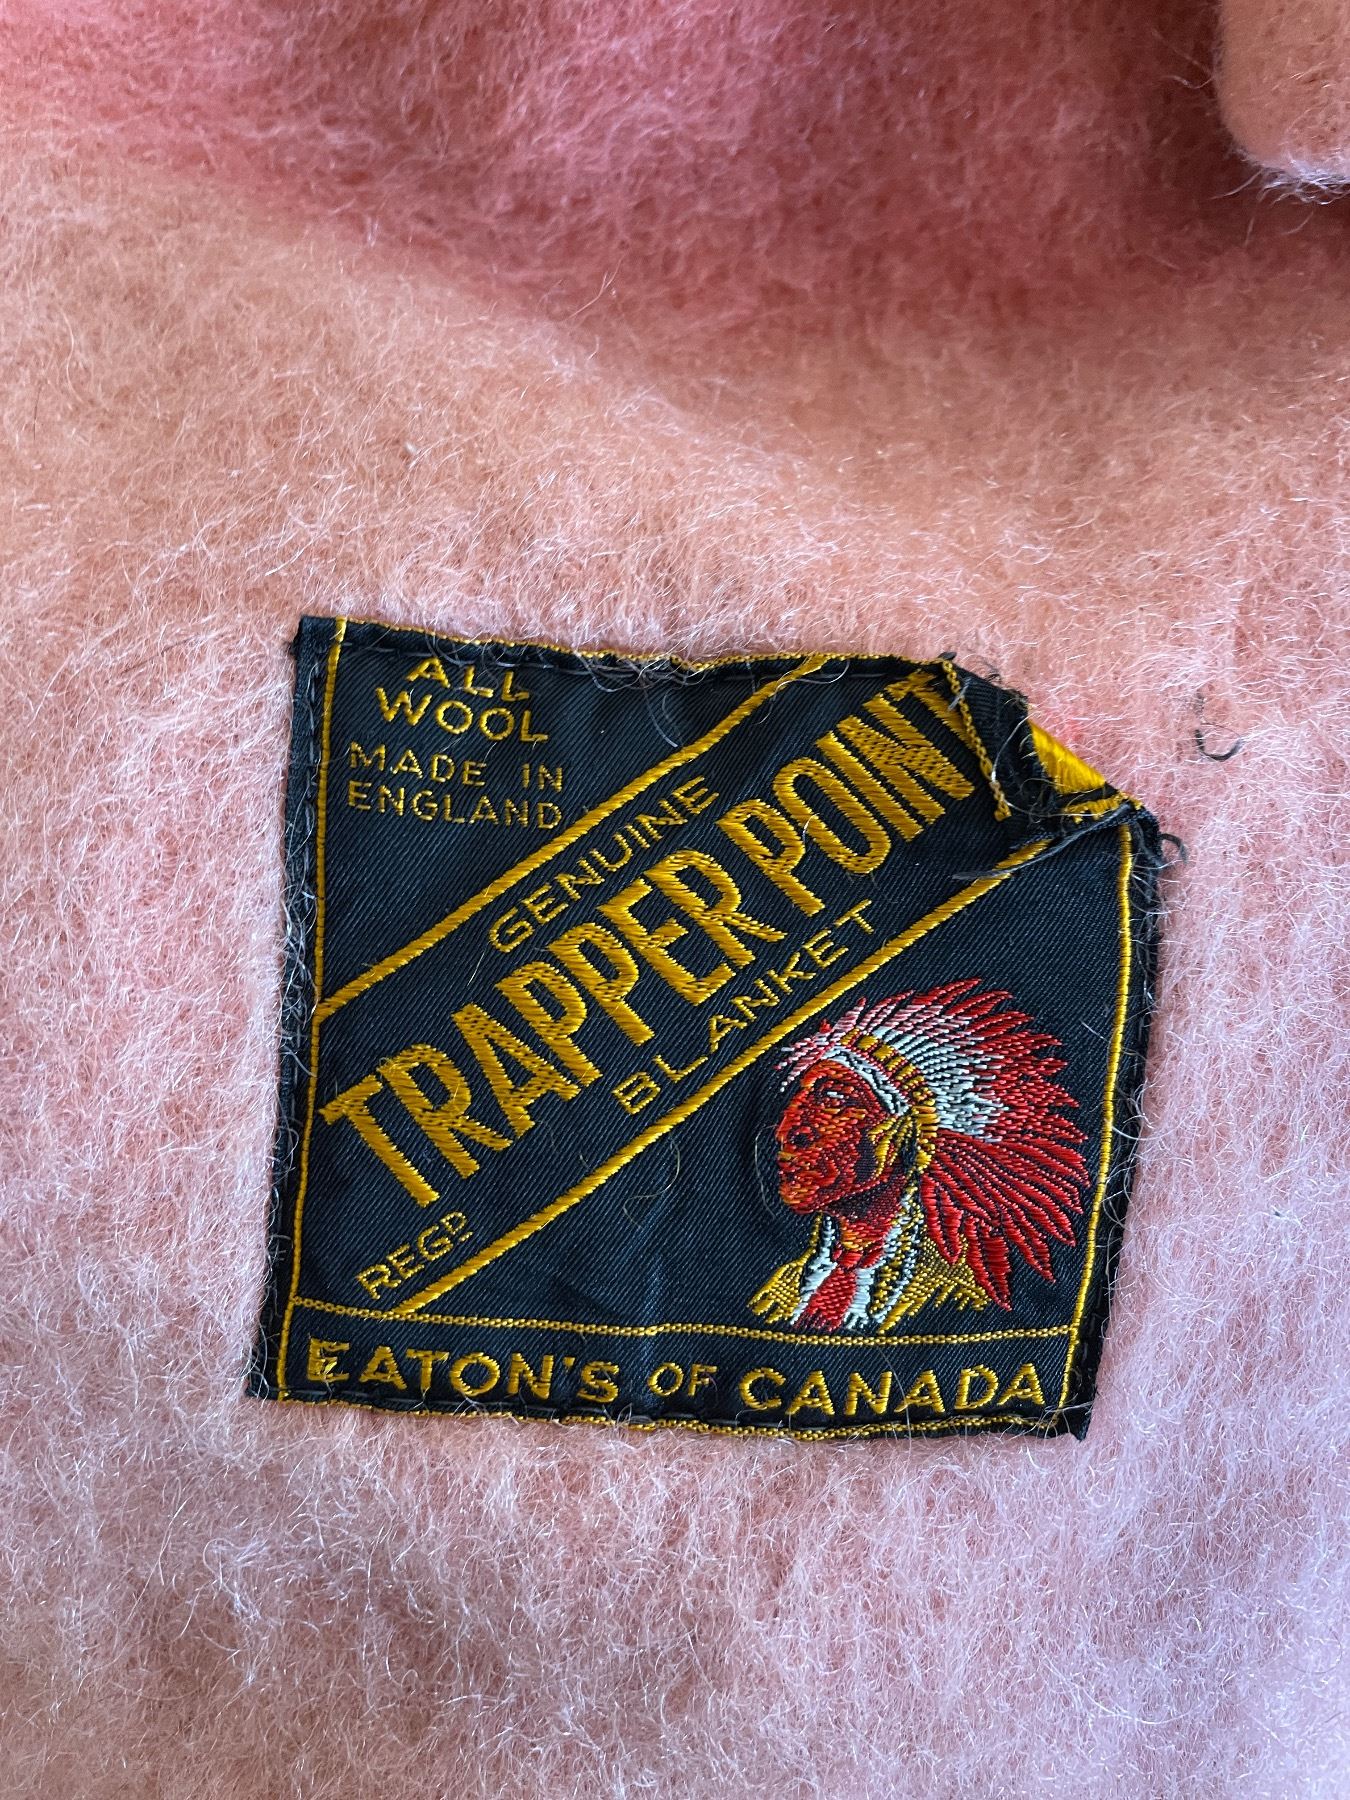 ALL
WOOL
MADE IN
ENGLAND
GENUINE
TRAPPER POINT
BLANKET
REGD
EATON'S OF CANADA